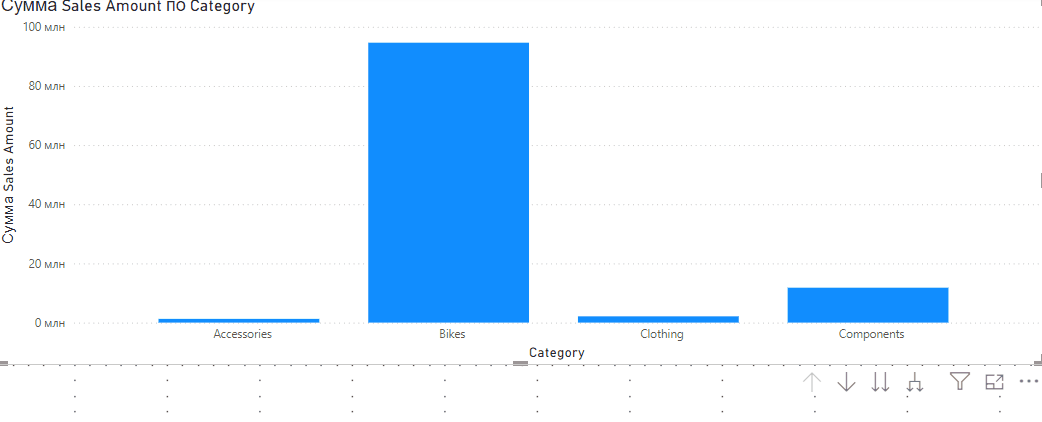 Сумма Sales Amount по Category
100 млн
80 млн
60 млн
40 млн
20 млн
0 млн
Сумма Sales Amount
Accessories Bikes Clothing Components
Category